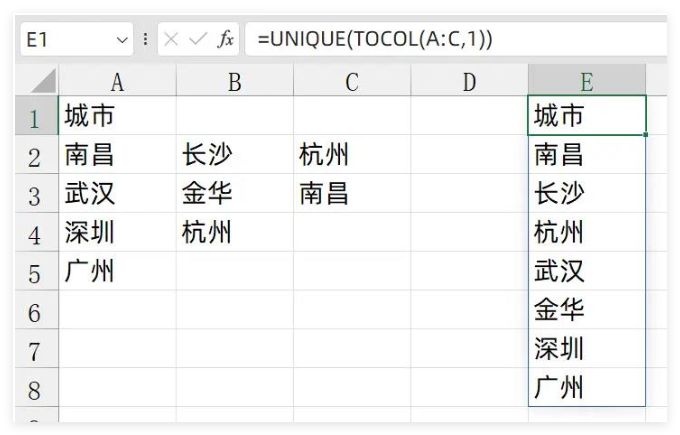 E1 fx =UNIQUE(TOCOL(A:C,1))
A B C D E
1 城市 城市
2 南昌 长沙 杭州 南昌
3 武汉 金华 南昌 长沙
4 深圳 杭州 杭州
5 广州 武汉
6 金华
7 深圳
8 广州